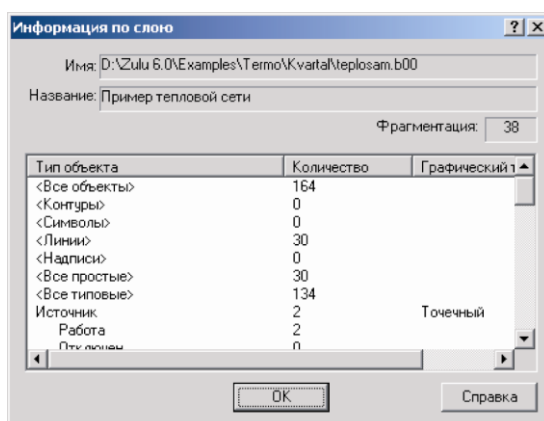 Информация по слою
Имя: D:\Zulu 6.0\Examples\Termo\Kvartal\teplosam.b00
Название: Пример тепловой сети
Фрагментация: 38
Тип объекта Количество Графический т
<Все объекты> 164
<Контуры> 0
<Символы> 0
<Линии> 30
<Надписи> 0
<Все простые> 30
<Все типовые> 134
Источник 2 Точечный
Работа 2
Отключен 0
OK Справка